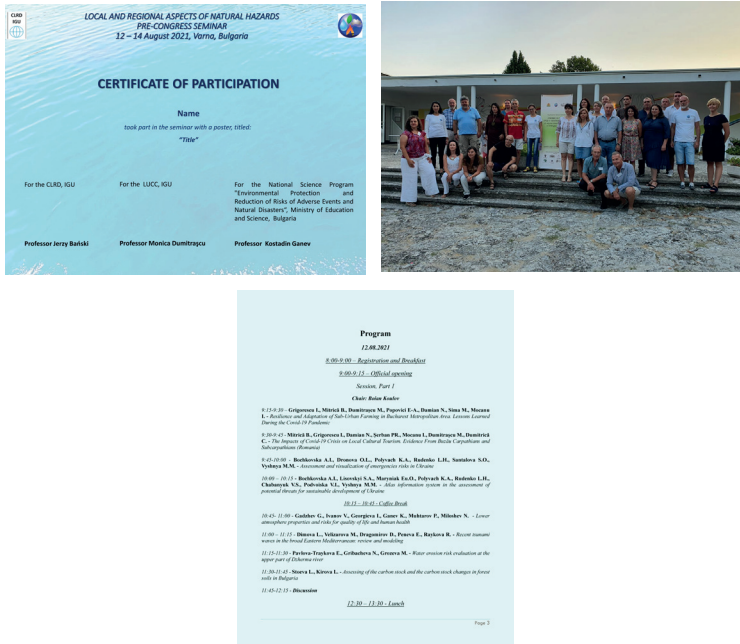 CLRD
IGU
LOCAL AND REGIONAL ASPECTS OF NATURAL HAZARDS
PRE-CONGRESS SEMINAR
12 – 14 August 2021, Varna, Bulgaria
CERTIFICATE OF PARTICIPATION
Name
took part in the seminar with a poster, titled:
"Title"
For the CLRD, IGU
For the LUCC, IGU
For the National Science Program
"Environmental Protection and
Reduction of Risks of Adverse Events and
Natural Disasters", Ministry of Education
and Science, Bulgaria
Professor Jerzy Bański
Professor Monica Dumitraşcu
Professor Kostadin Ganev
Program
12.08.2021
8:00-9:00 – Registration and Breakfast
9:00-9:15 – Official opening
Session, Part 1
Chair: Boian Koulov
9:15-9:30 - Grigorescu I., Mitrică B., Dumitraşcu M., Popovici E-A., Damian N., Sima M., Mocanu
I. - Resilience and Adaptation of Sub-Urban Farming in Bucharest Metropolitan Area. Lessons Learned
During the Covid-19 Pandemic
9:30-9:45 - Mitrică B., Grigorescu I., Damian N., Şerban PR., Mocanu I., Dumitraşcu M., Dumitrică
C. - The Impacts of Covid-19 Crisis on Local Cultural Tourism. Evidence From Buzău Carpathians and
Subcarpathians (Romania)
9:45-10:00 - Bochkovska A.I., Dronova O.L., Polyvach K.A., Rudenko L.H., Santalova S.O.,
Vyshnya M.M. - Assessment and visualization of emergencies risks in Ukraine
10:00 – 10:15 - Bochkovska A.I., Lisovskyi S.A., Maryniak Eu.O., Polyvach K.A., Rudenko L.H.,
Chabanyuk V.S., Podvoiska V.I., Vyshnya M.M. - Atlas information system in the assessment of
potential threats for sustainable development of Ukraine
10:15 – 10:45 - Coffee Break
10:45- 11:00 - Gadzhev G., Ivanov V., Georgieva I., Ganev K., Muhtarov P., Miloshev N. - Lower
atmosphere properties and risks for quality of life and human health
11:00 – 11:15 - Dimova L., Velizarova M., Dragomirov D., Peneva E., Raykova R. - Recent tsunami
waves in the broad Eastern Mediterranean: review and modeling
11:15-11:30 - Pavlova-Traykova E., Gribacheva N., Grozeva M. - Water erosion risk evaluation at the
upper part of Dzherma river
11:30-11:45 - Stoeva L., Kirova L. - Assessing of the carbon stock and the carbon stock changes in forest
soils in Bulgaria
11:45-12:15 - Discussion
12:30 – 13:30 - Lunch
Page 3